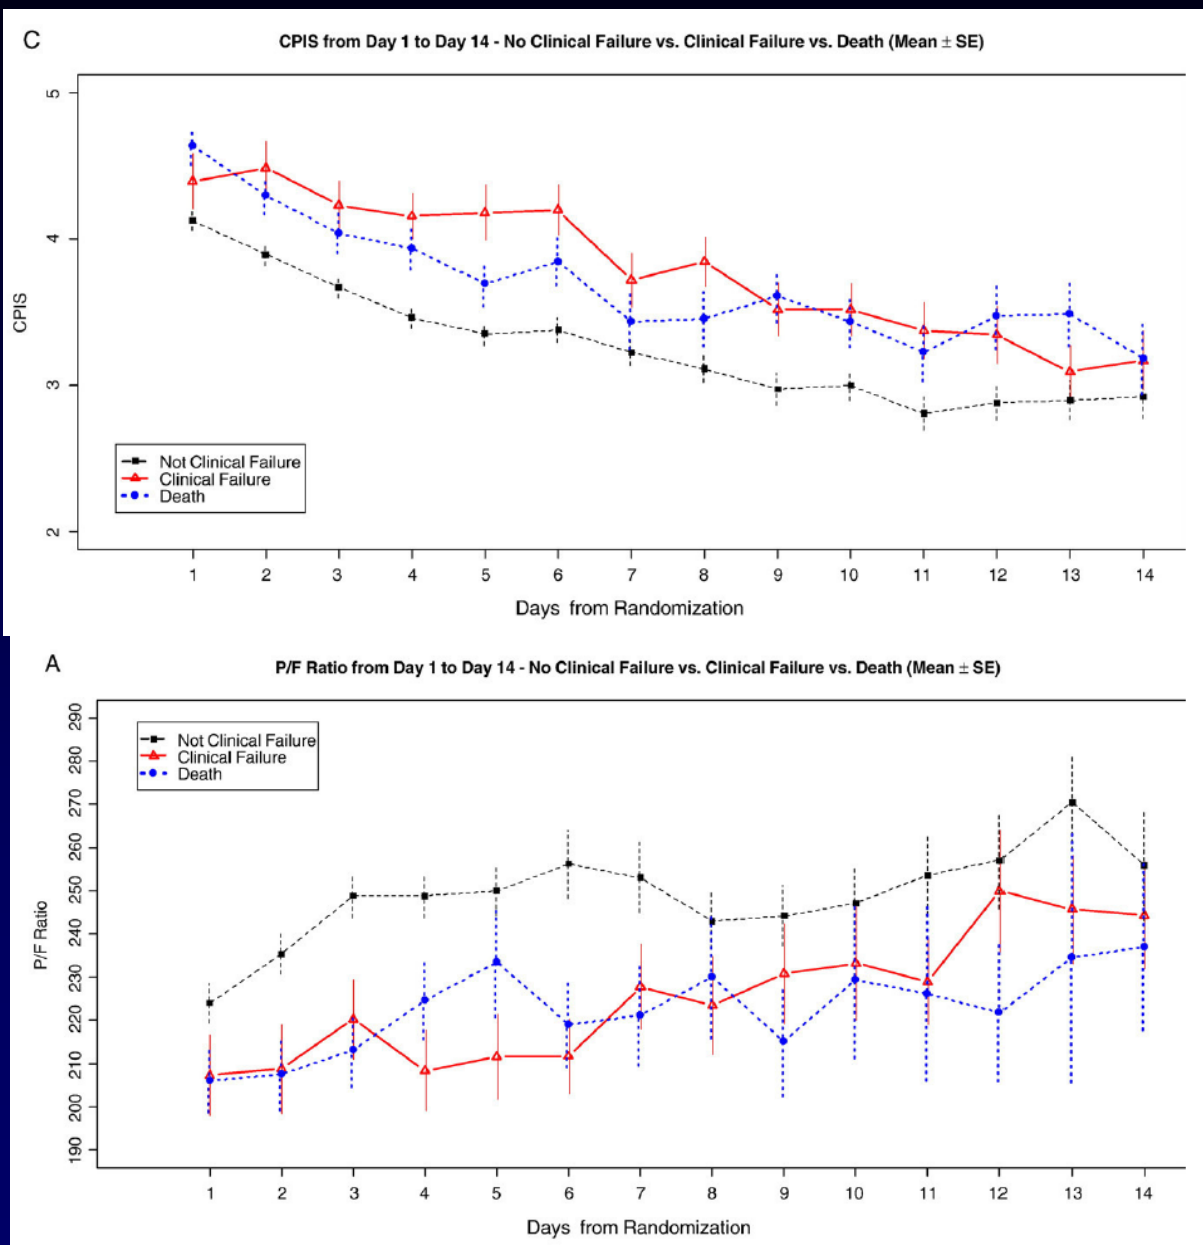 C
CPIS from Day 1 to Day 14 - No Clinical Failure vs. Clinical Failure vs. Death (Mean ± SE)
5
4
3
2
CPIS
Not Clinical Failure
Clinical Failure
Death
1 2 3 4 5 6 7 8 9 10 11 12 13 14
Days from Randomization
A
P/F Ratio from Day 1 to Day 14 - No Clinical Failure vs. Clinical Failure vs. Death (Mean ± SE)
290
280
270
260
250
240
230
220
210
200
190
P/F Ratio
Not Clinical Failure
Clinical Failure
Death
1 2 3 4 5 6 7 8 9 10 11 12 13 14
Days from Randomization